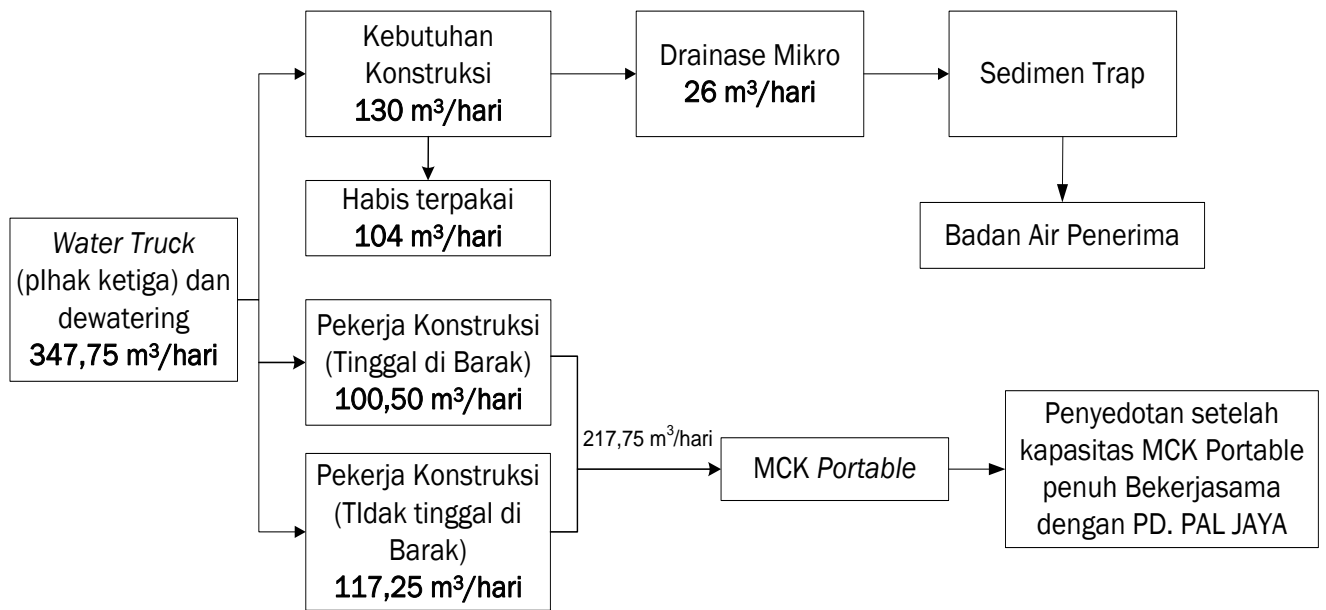 Kebutuhan
Konstruksi
130 m³/hari
Drainase Mikro
26 m³/hari
Sedimen Trap
Habis terpakai
104 m³/hari
Badan Air Penerima
Water Truck
(pIhak ketiga) dan
dewatering
347,75 m³/hari
Pekerja Konstruksi
(Tinggal di Barak)
100,50 m³/hari
Pekerja Konstruksi
(TIdak tinggal di
Barak)
117,25 m³/hari
217,75 m³/hari
MCK Portable
Penyedotan setelah
kapasitas MCK Portable
penuh Bekerjasama
dengan PD. PAL JAYA